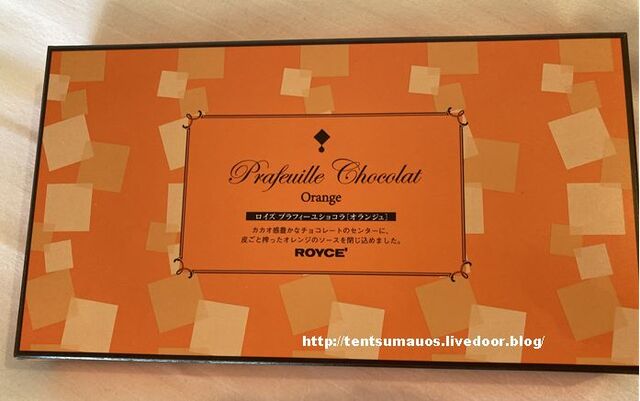 Prafeuille Chocolat
Orange
ロイズ プラフィーユショコラ[オランジュ]
カカオ感豊かなチョコレートのセンターに、
皮ごと搾ったオレンジのソースを閉じ込めました。
ROYCE'
http://tentsumauos.livedoor.blog/